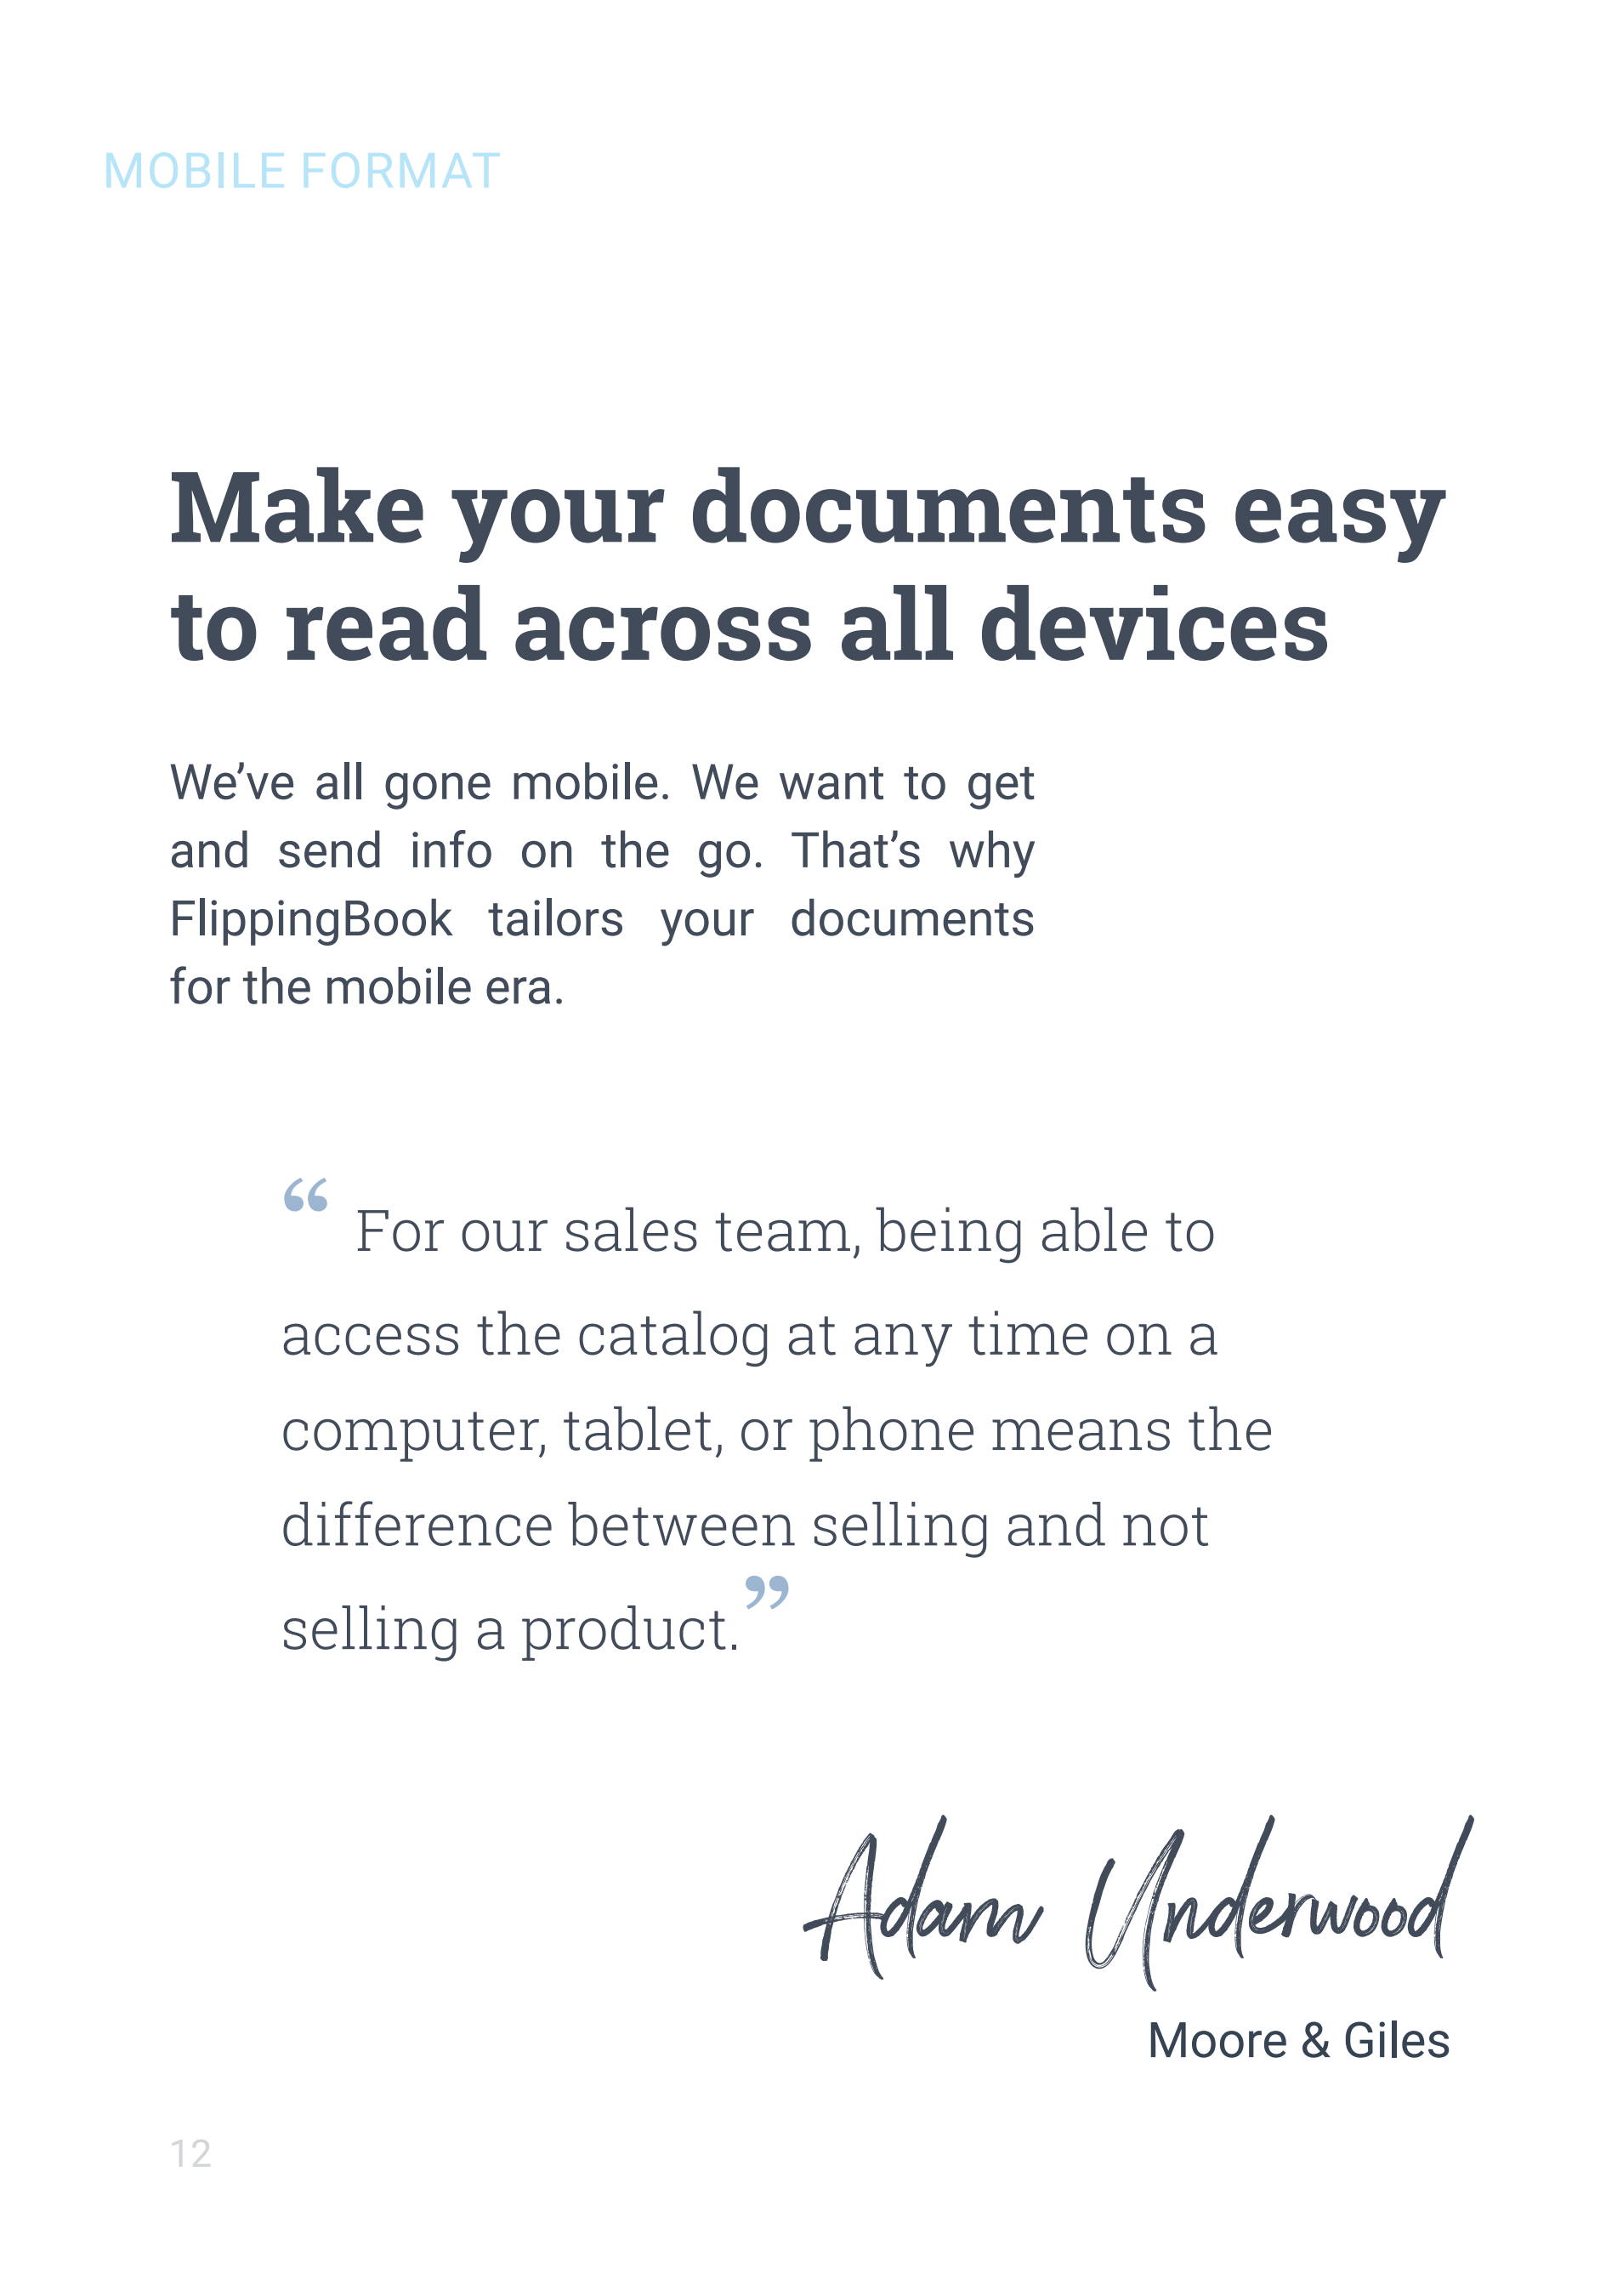 MOBILE FORMAT
Make your documents easy
to read across all devices
We’ve all gone mobile. We want to get
and send info on the go. That’s why
FlippingBook tailors your documents
for the mobile era.
“ For our sales team, being able to
access the catalog at any time on a
computer, tablet, or phone means the
difference between selling and not
selling a product.”
Adam Underwood
Moore & Giles
12